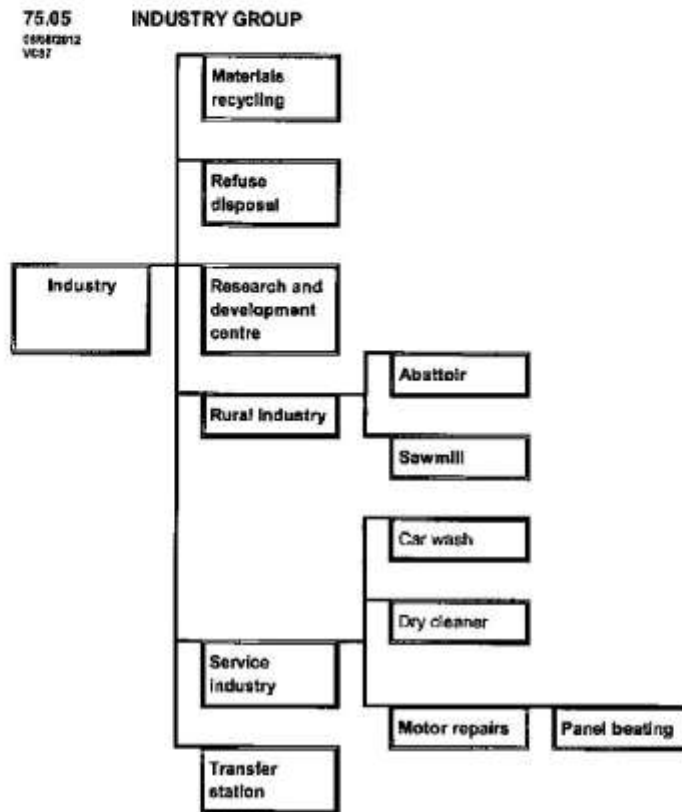 75.05 INDUSTRY GROUP
VC87
Materials
recycling
Refuse
disposal
Industry
Research and
development
centre
Abattoir
Rural Industry
Sawmill
Car wash
Dry cleaner
Service
industry
Motor repairs Panel beating
Transfer
station